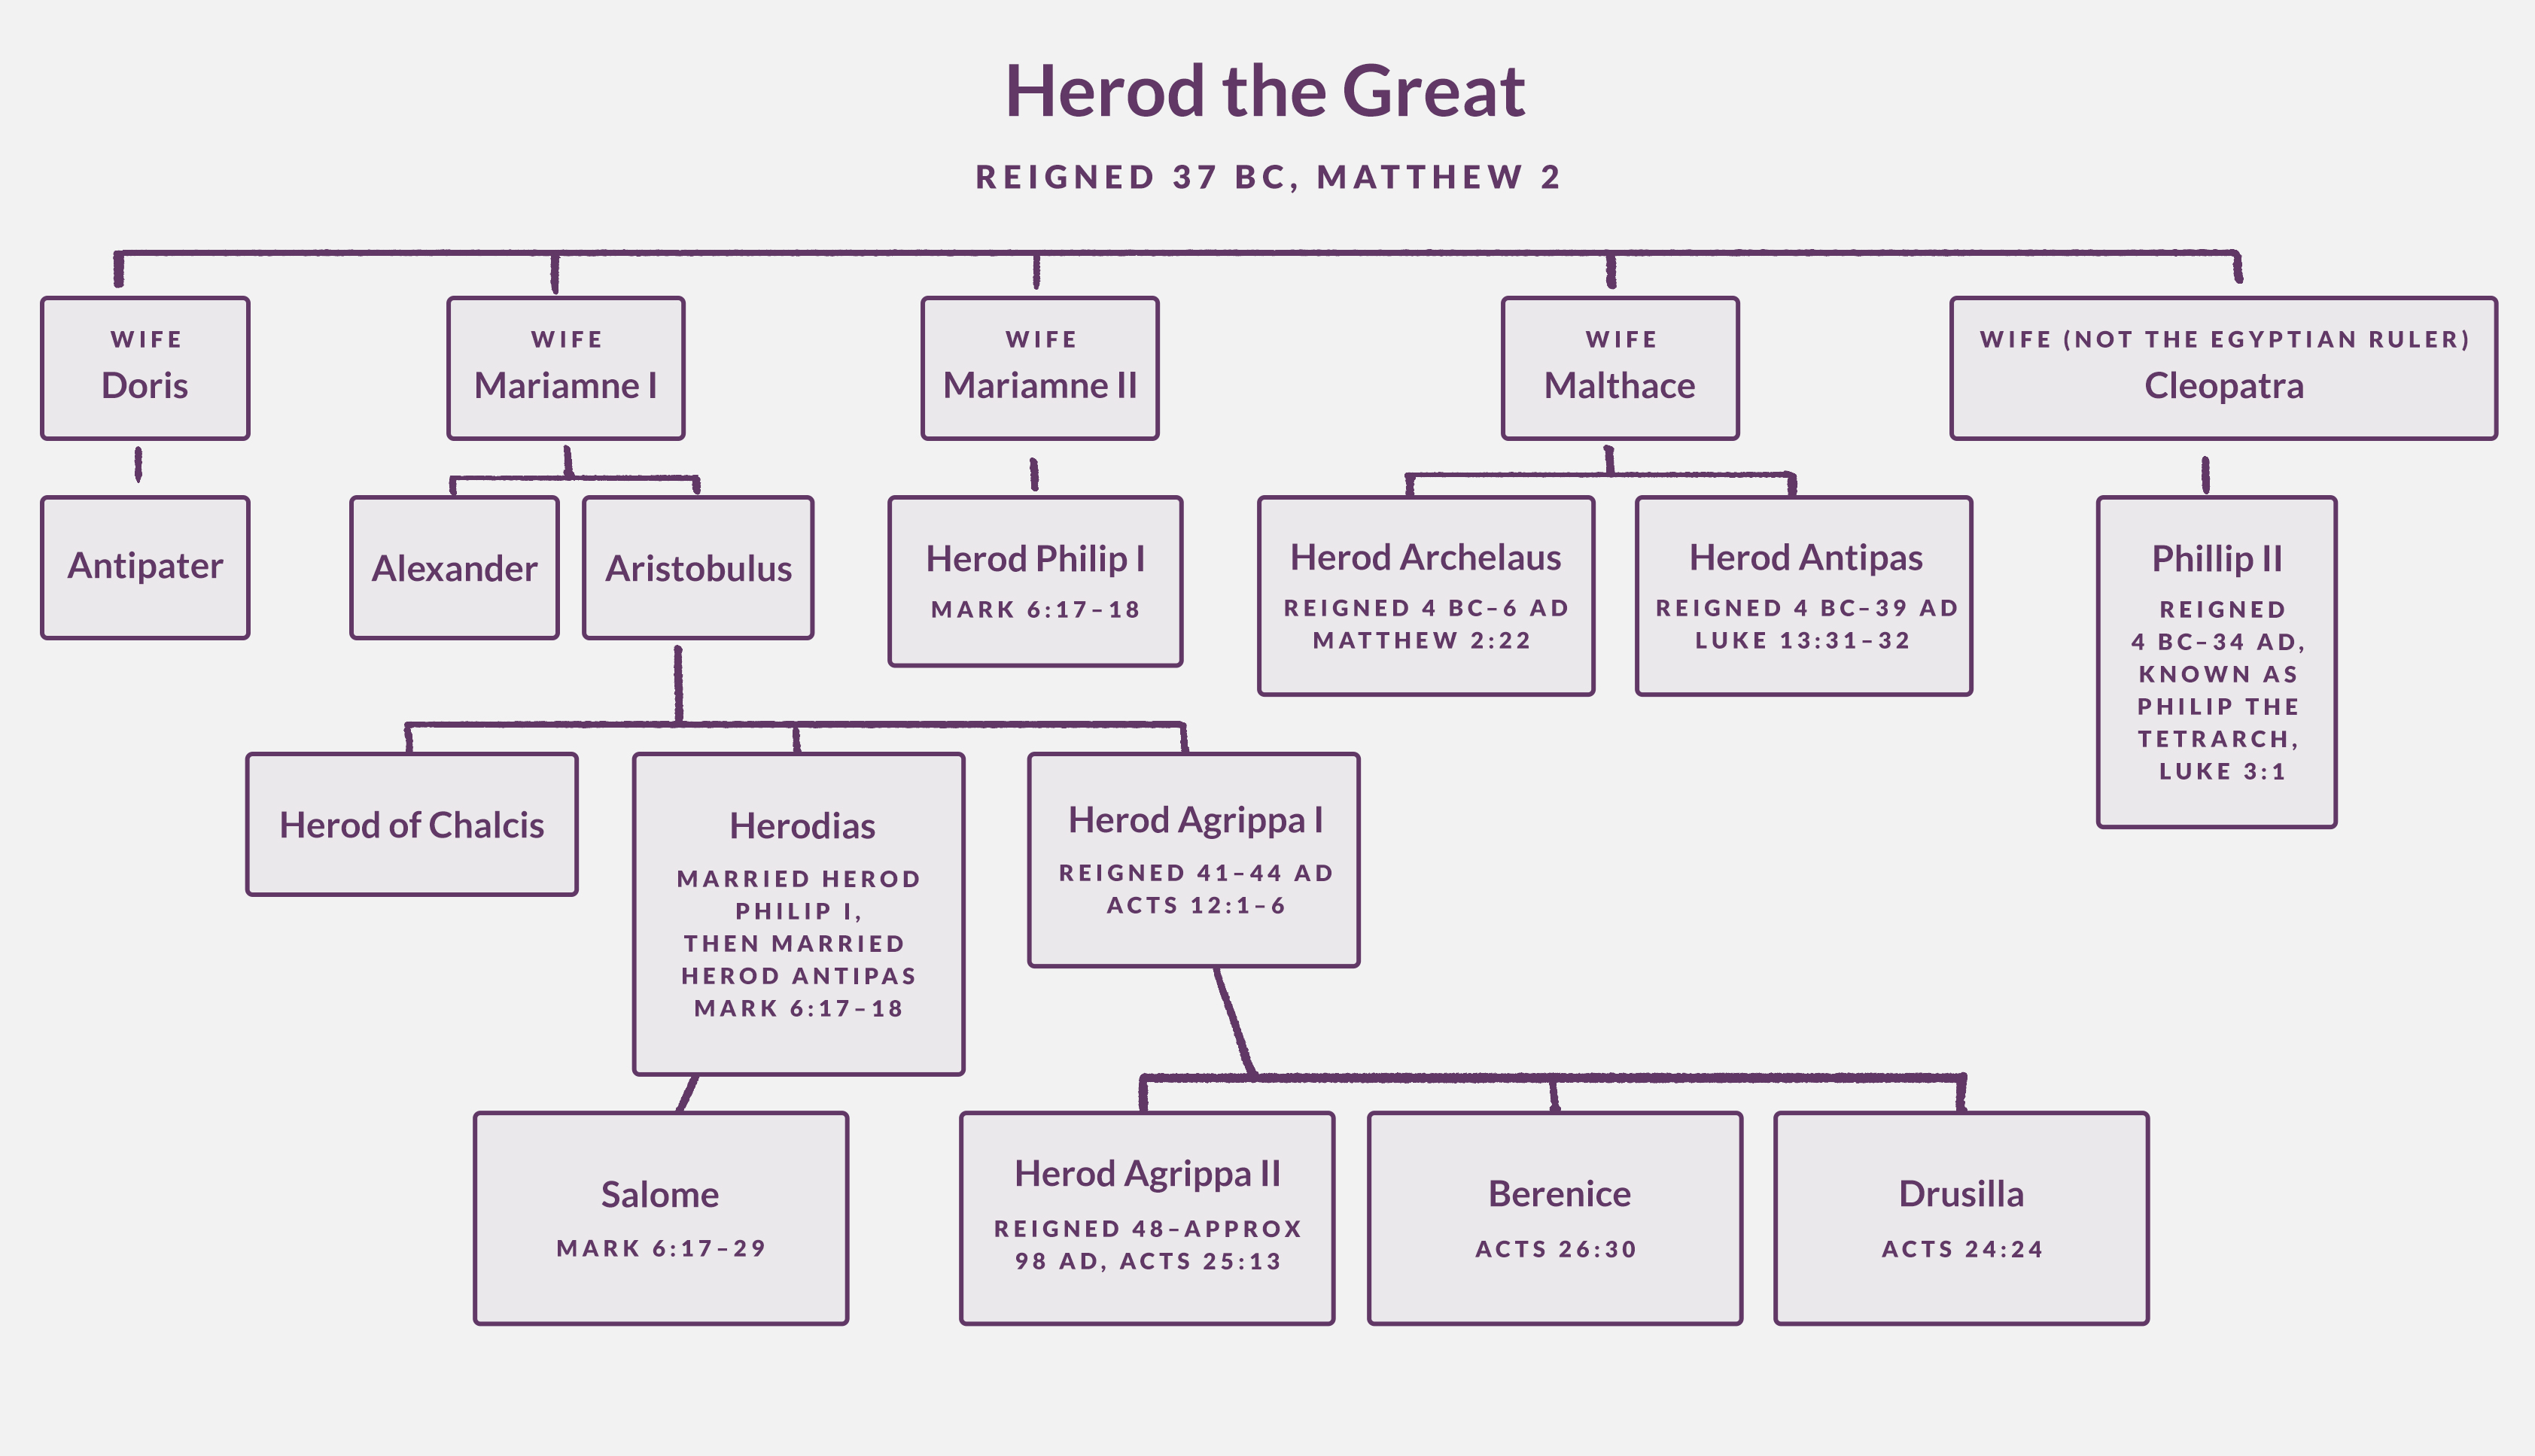 Herod the Great
REIGNED 37 BC, MATTHEW 2
WIFE
Doris
WIFE
Mariamne I
WIFE
Mariamne II
WIFE
Malthace
WIFE (NOT THE EGYPTIAN RULER)
Cleopatra
Antipater
Alexander
Aristobulus
Herod Philip I
MARK 6:17–18
Herod Archelaus
REIGNED 4 BC–6 AD
MATTHEW 2:22
Herod Antipas
REIGNED 4 BC–39 AD
LUKE 13:31–32
Phillip II
REIGNED
4 BC–34 AD,
KNOWN AS
PHILIP THE
TETRARCH,
LUKE 3:1
Herod of Chalcis
Herodias
MARRIED HEROD
PHILIP I,
THEN MARRIED
HEROD ANTIPAS
MARK 6:17–18
Herod Agrippa I
REIGNED 41–44 AD
ACTS 12:1–6
Salome
MARK 6:17–29
Herod Agrippa II
REIGNED 48–APPROX
98 AD, ACTS 25:13
Berenice
ACTS 26:30
Drusilla
ACTS 24:24